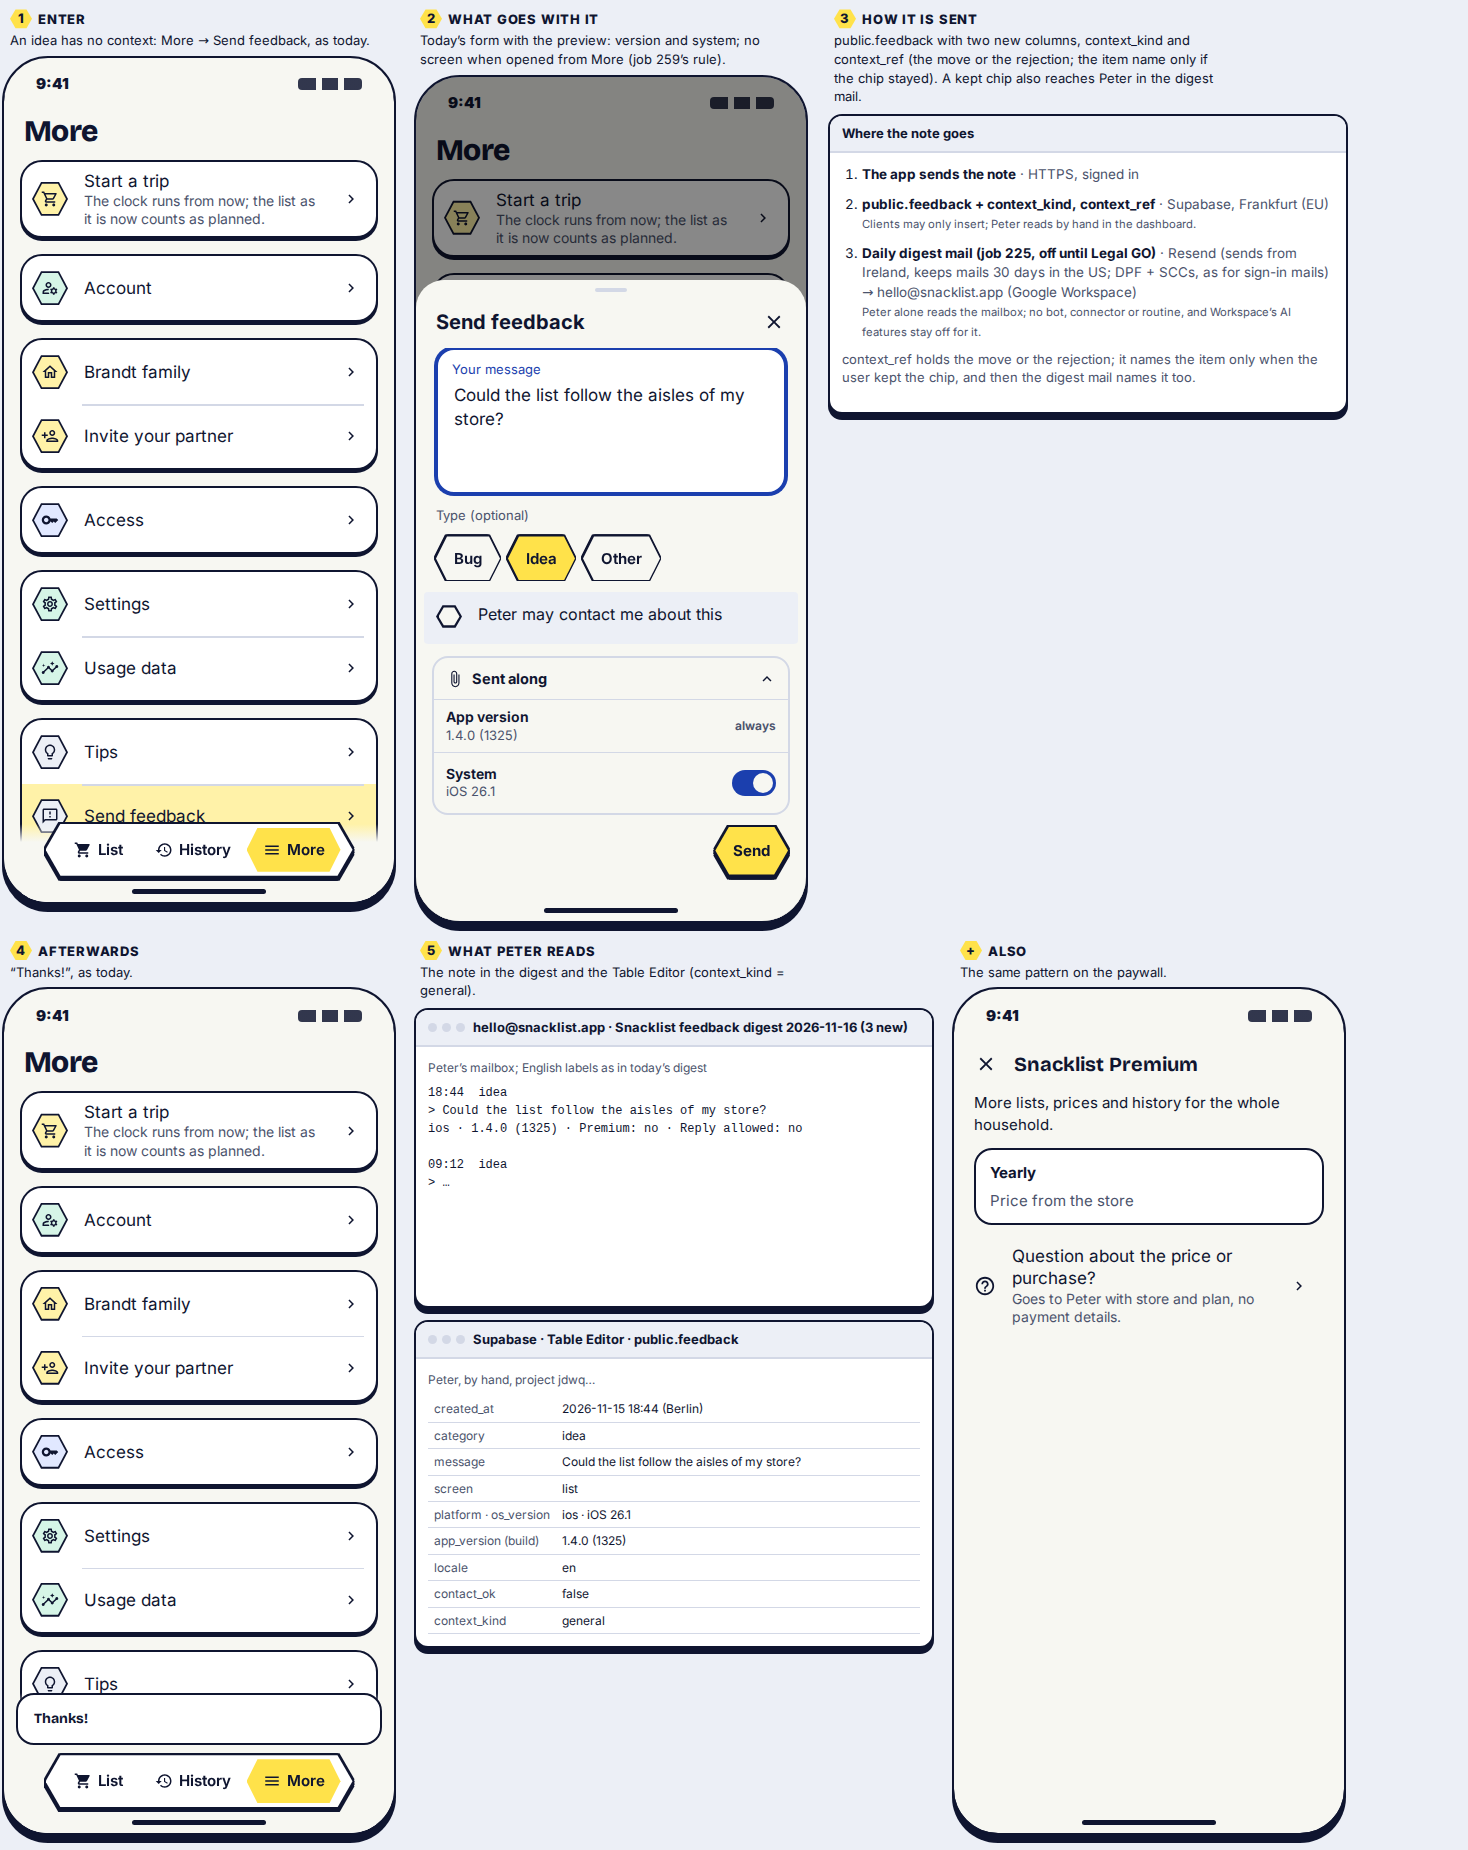 1 ENTER
An idea has no context: More → Send feedback, as today.
9:41
More
Start a trip
The clock runs from now; the list as
it is now counts as planned.
Account
Brandt family
Invite your partner
Access
Settings
Usage data
Tips
Send feedback
List
History
More
2 WHAT GOES WITH IT
Today's form with the preview: version and system; no
screen when opened from More (job 259's rule).
9:41
More
Start a trip
The clock runs from now; the list as
it is now counts as planned.
Send feedback
Your message
Could the list follow the aisles of my
store?
Type (optional)
Bug
Idea
Other
Peter may contact me about this
Sent along
App version
1.4.0 (1325)
always
System
iOS 26.1
Send
3 HOW IT IS SENT
public.feedback with two new columns, context_kind and
context_ref (the move or the rejection; the item name only if
the chip stayed). A kept chip also reaches Peter in the digest
mail.
Where the note goes
1. The app sends the note · HTTPS, signed in
2. public.feedback + context_kind, context_ref · Supabase, Frankfurt (EU)
Clients may only insert; Peter reads by hand in the dashboard.
3. Daily digest mail (job 225, off until Legal GO) · Resend (sends from
Ireland, keeps mails 30 days in the US; DPF + SCCs, as for sign-in mails)
→ hello@snacklist.app (Google Workspace)
Peter alone reads the mailbox; no bot, connector or routine, and Workspace's AI
features stay off for it.
context_ref holds the move or the rejection; it names the item only when the
user kept the chip, and then the digest mail names it too.
4 AFTERWARDS
“Thanks!”, as today.
9:41
More
Start a trip
The clock runs from now; the list as
it is now counts as planned.
Account
Brandt family
Invite your partner
Access
Settings
Usage data
Tips
Thanks!
List
History
More
5 WHAT PETER READS
The note in the digest and the Table Editor (context_kind =
general).
hello@snacklist.app · Snacklist feedback digest 2026-11-16 (3 new)
Peter's mailbox; English labels as in today's digest
18:44 idea
> Could the list follow the aisles of my store?
ios · 1.4.0 (1325) · Premium: no · Reply allowed: no
09:12 idea
> …
Supabase · Table Editor · public.feedback
Peter, by hand, project jdwq…
created_at 2026-11-15 18:44 (Berlin)
category idea
message Could the list follow the aisles of my store?
screen list
platform · os_version ios · iOS 26.1
app_version (build) 1.4.0 (1325)
locale en
contact_ok false
context_kind general
+ ALSO
The same pattern on the paywall.
9:41
Snacklist Premium
More lists, prices and history for the whole
household.
Yearly
Price from the store
Question about the price or
purchase?
Goes to Peter with store and plan, no
payment details.